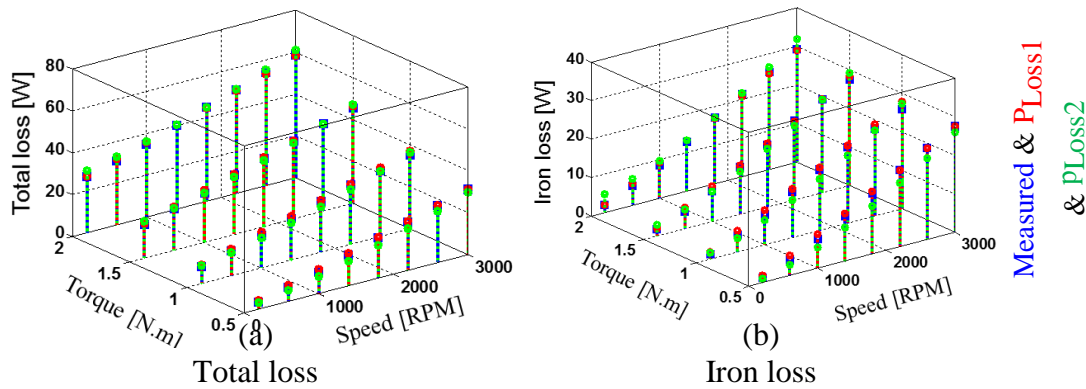 80
60
40
20
0
Total loss [W]
2
1.5
1
0.5
Torque [N.m]
0
1000
2000
3000
Speed [RPM]
(a)
Total loss
40
30
20
10
0
Iron loss [W]
2
1.5
1
0.5
Torque [N.m]
0
1000
2000
3000
Speed [RPM]
(b)
Iron loss
Measured & PLoss1
& PLoss2